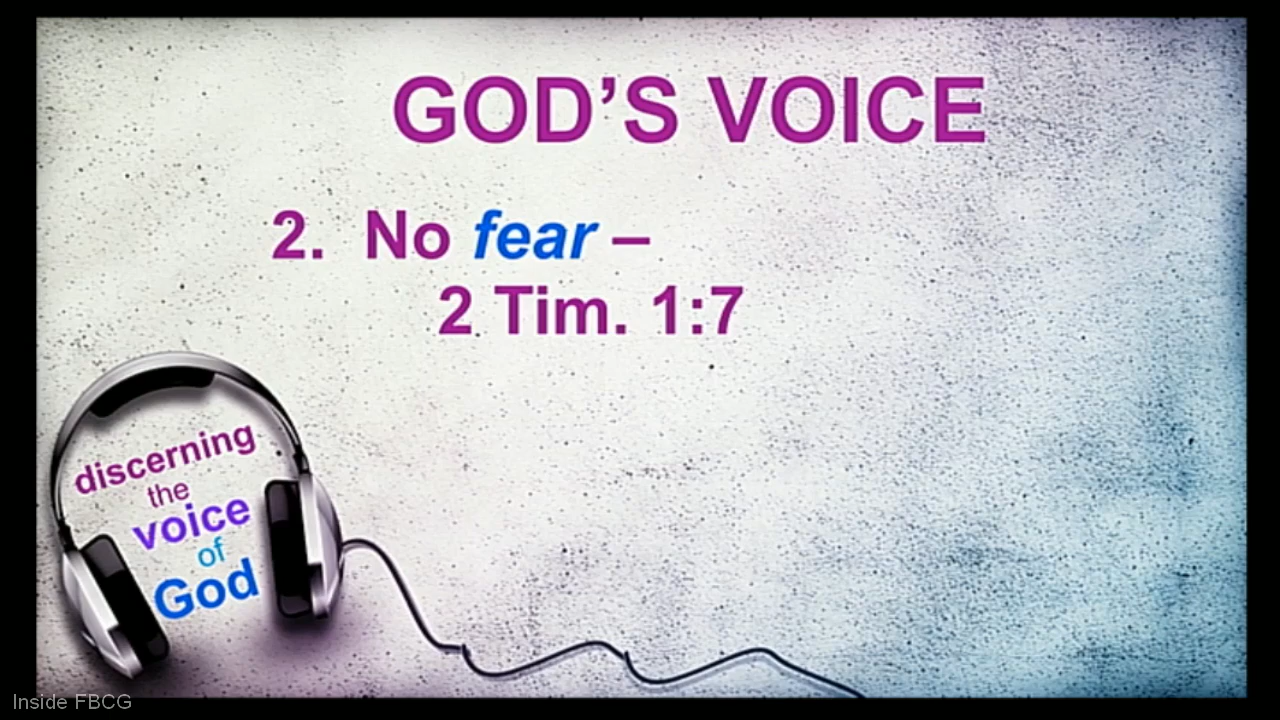 GOD’S VOICE
2. No fear –
2 Tim. 1:7
discerning
the
voice
of
God
Inside FBCG